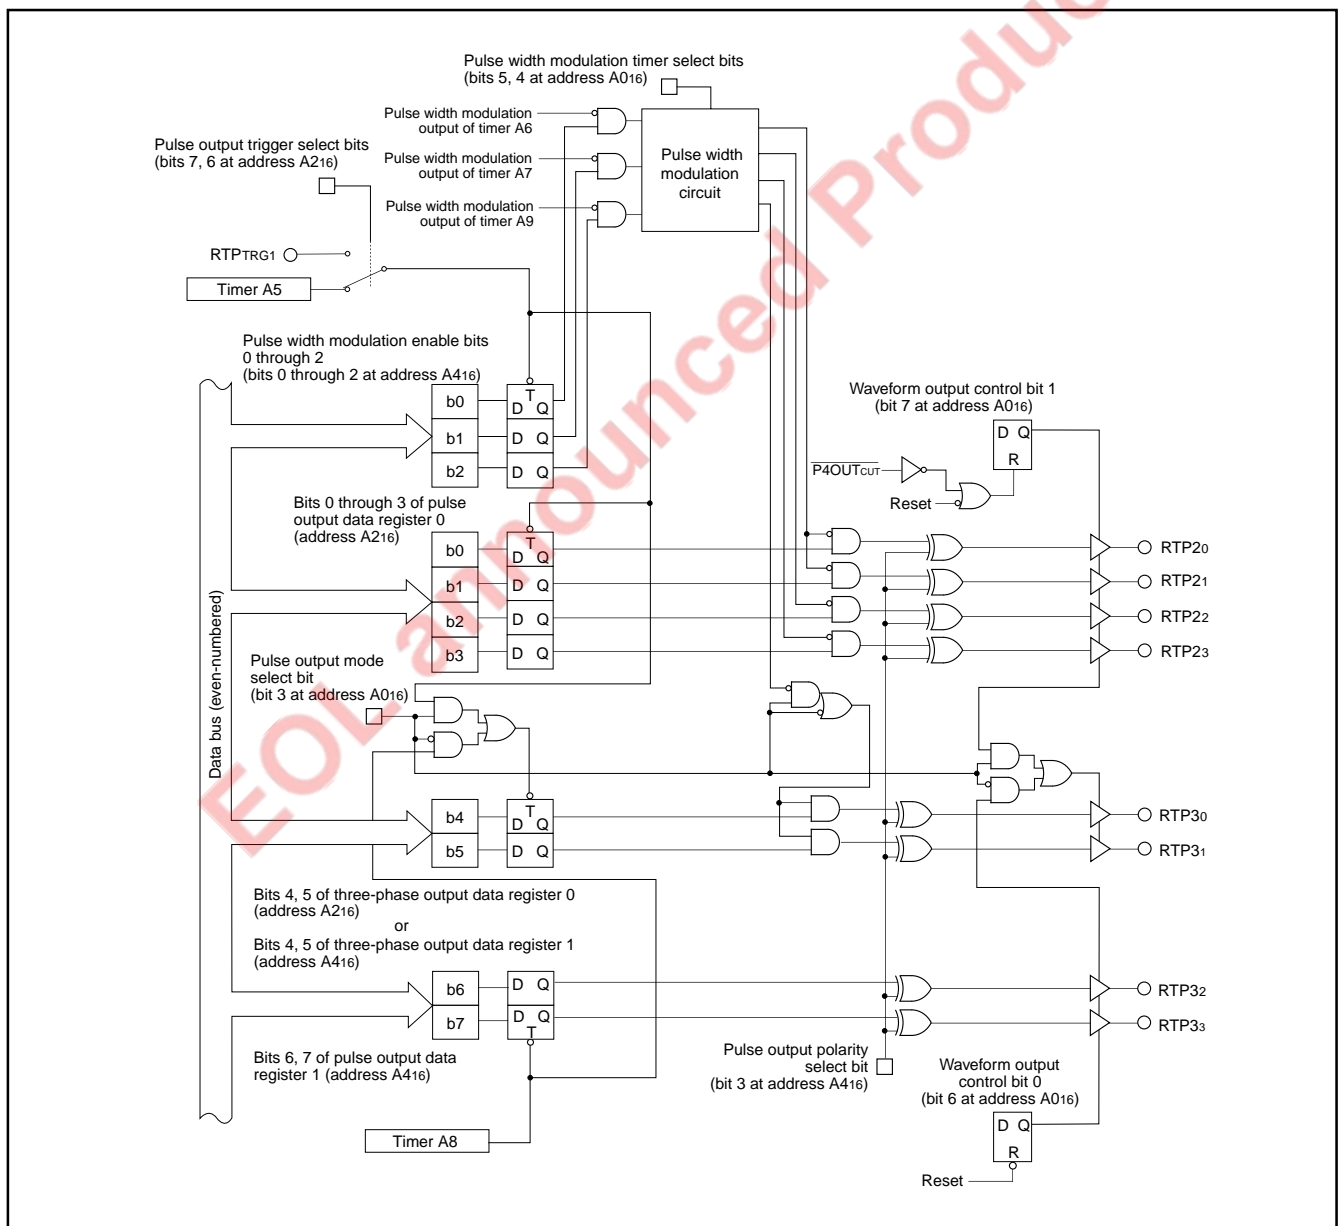 Pulse width modulation timer select bits
(bits 5, 4 at address A016)
Pulse width modulation
output of timer A6
Pulse output trigger select bits
(bits 7, 6 at address A216)
Pulse width modulation
output of timer A7
Pulse width
modulation
circuit
Pulse width modulation
output of timer A9
RTPTRG1
Timer A5
Pulse width modulation enable bits
0 through 2
(bits 0 through 2 at address A416)
b0
T
D Q
b1
D Q
b2
D Q
Waveform output control bit 1
(bit 7 at address A016)
D Q
R
P4OUTCUT
Reset
Bits 0 through 3 of pulse
output data register 0
(address A216)
b0
T
D Q
RTP20
b1
D Q
RTP21
b2
D Q
RTP22
b3
D Q
RTP23
Data bus (even-numbered)
Pulse output mode
select bit
(bit 3 at address A016)
b4
T
D Q
RTP30
b5
D Q
RTP31
Bits 4, 5 of three-phase output data register 0
(address A216)
or
Bits 4, 5 of three-phase output data register 1
(address A416)
b6
D Q
RTP32
b7
D Q
T
RTP33
Bits 6, 7 of pulse output data
register 1 (address A416)
Pulse output polarity
select bit
(bit 3 at address A416)
Waveform output
control bit 0
(bit 6 at address A016)
D Q
R
Timer A8
Reset
EOL announced Produc